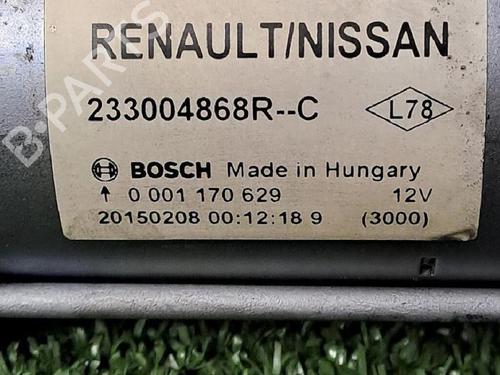 RENAULT/NISSAN
233004868R--C
L78
BOSCH Made in Hungary
0 001 170 629 12V
20150208 00:12:18 9 (3000)
H
B-PARTS